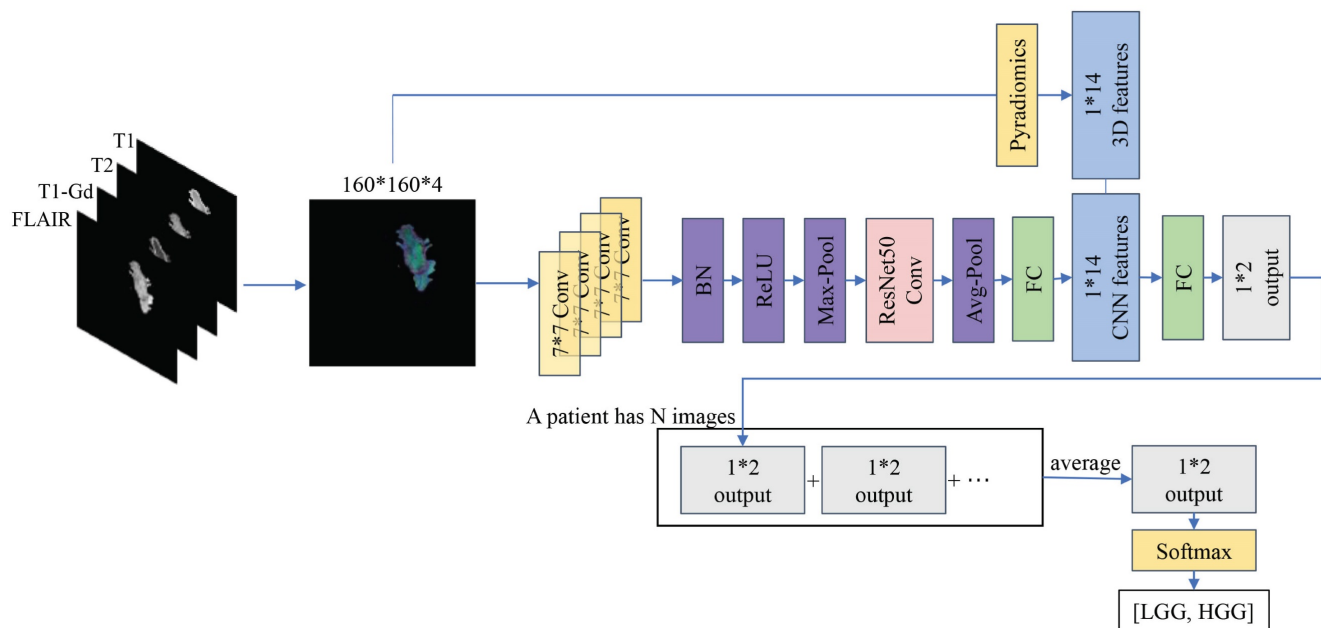 T1
T2
T1-Gd
FLAIR
160*160*4
Pyradiomics
1*14
3D features
7*7 Conv
7*7 Conv
7*7 Conv
7*7 Conv
BN
ReLU
Max-Pool
ResNet50
Conv
Avg-Pool
FC
1*14
CNN features
FC
1*2
output
A patient has N images
1*2
output
+
1*2
output
+ ···
average
1*2
output
Softmax
[LGG, HGG]